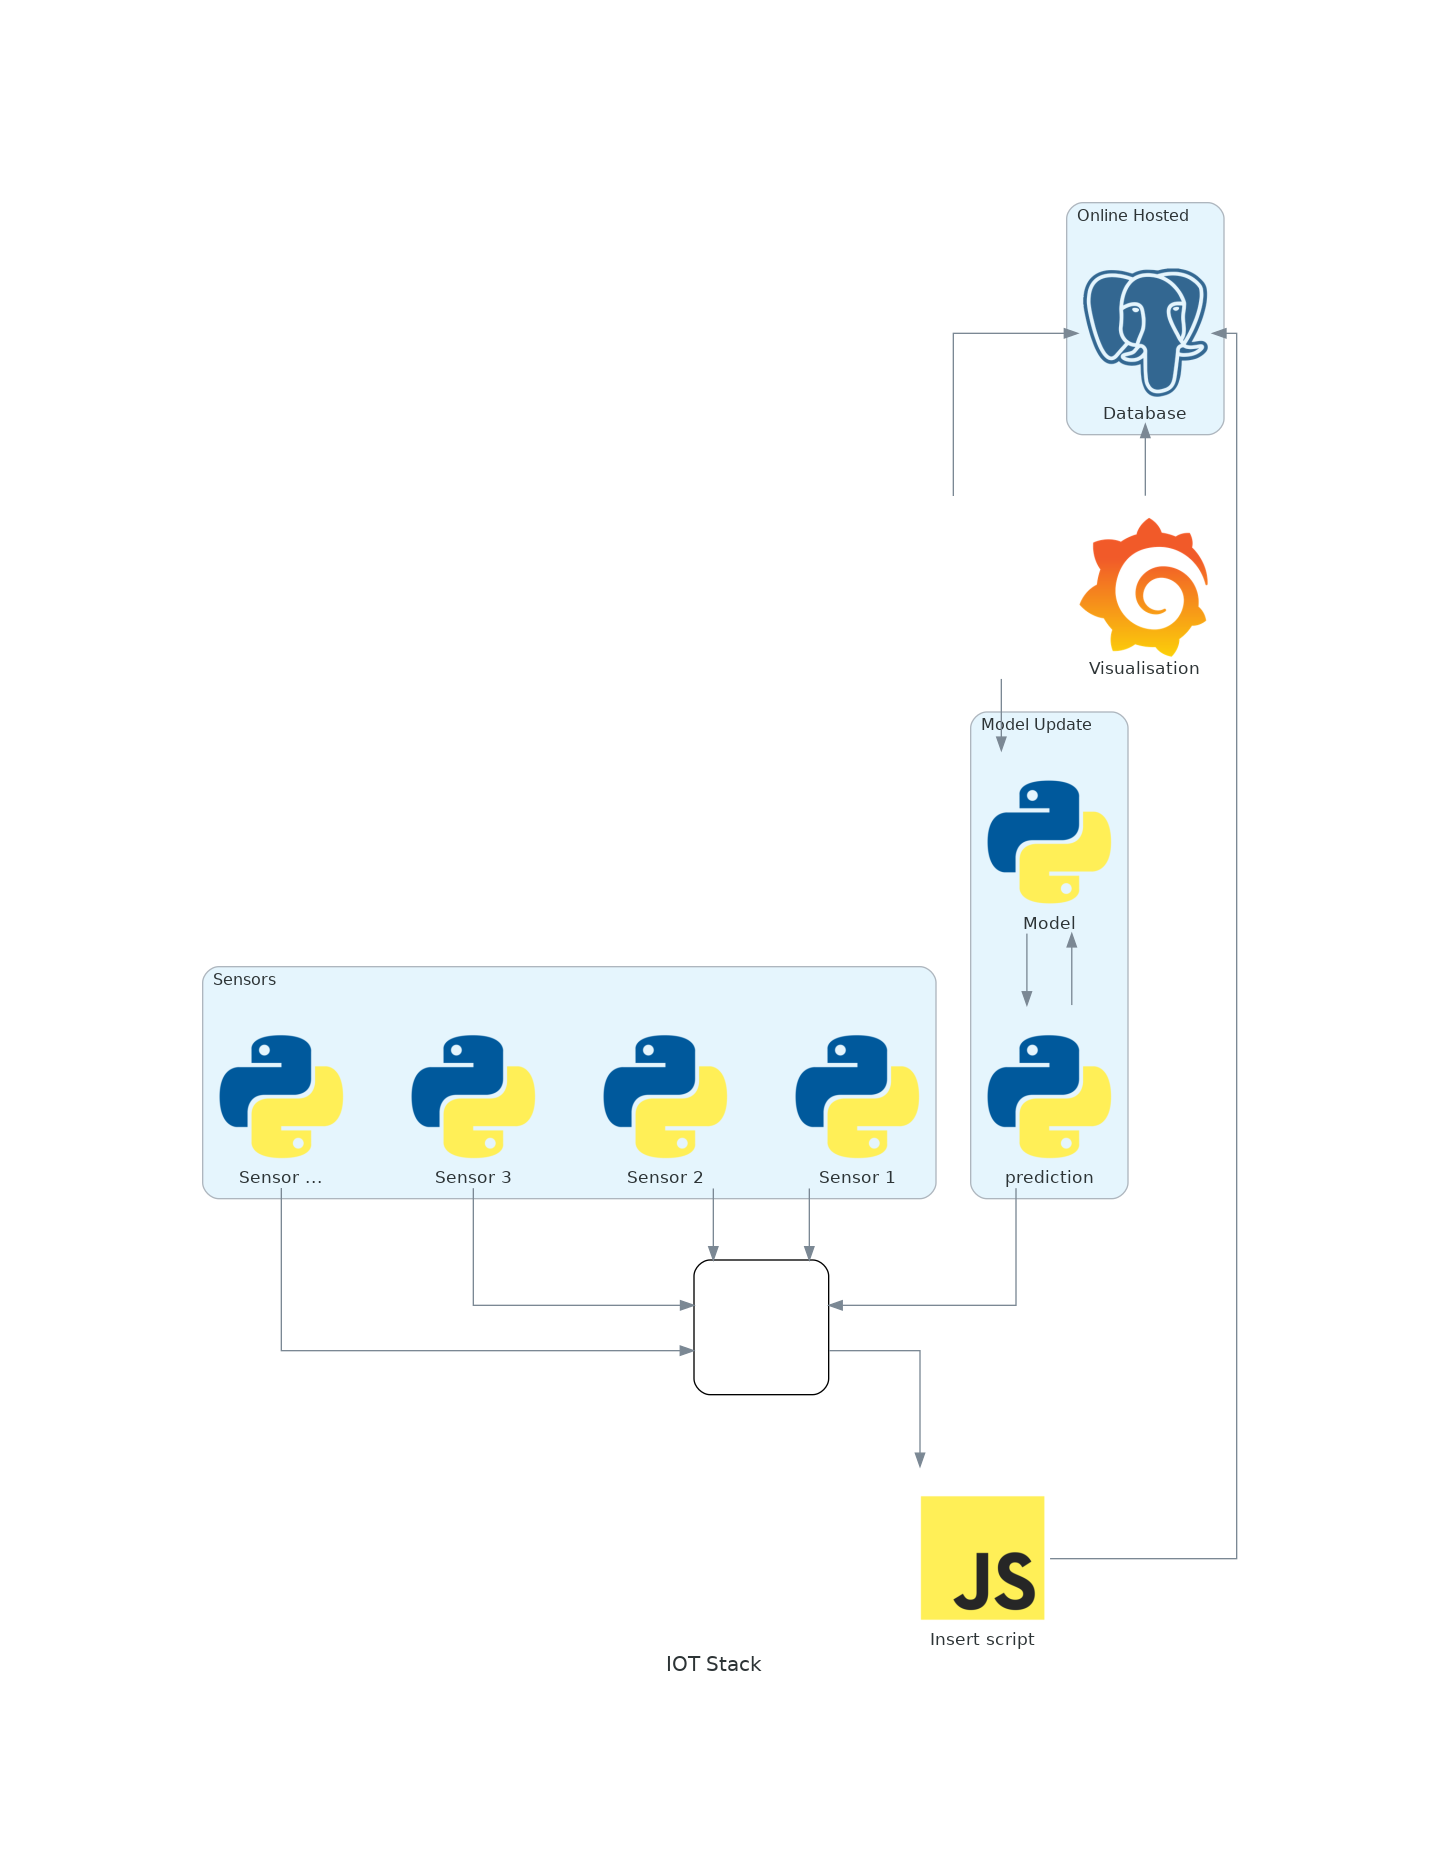 Online Hosted
Database
Visualisation
Model Update
Model
Sensors
Sensor ...
Sensor 3
Sensor 2
Sensor 1
prediction
JS
Insert script
IOT Stack